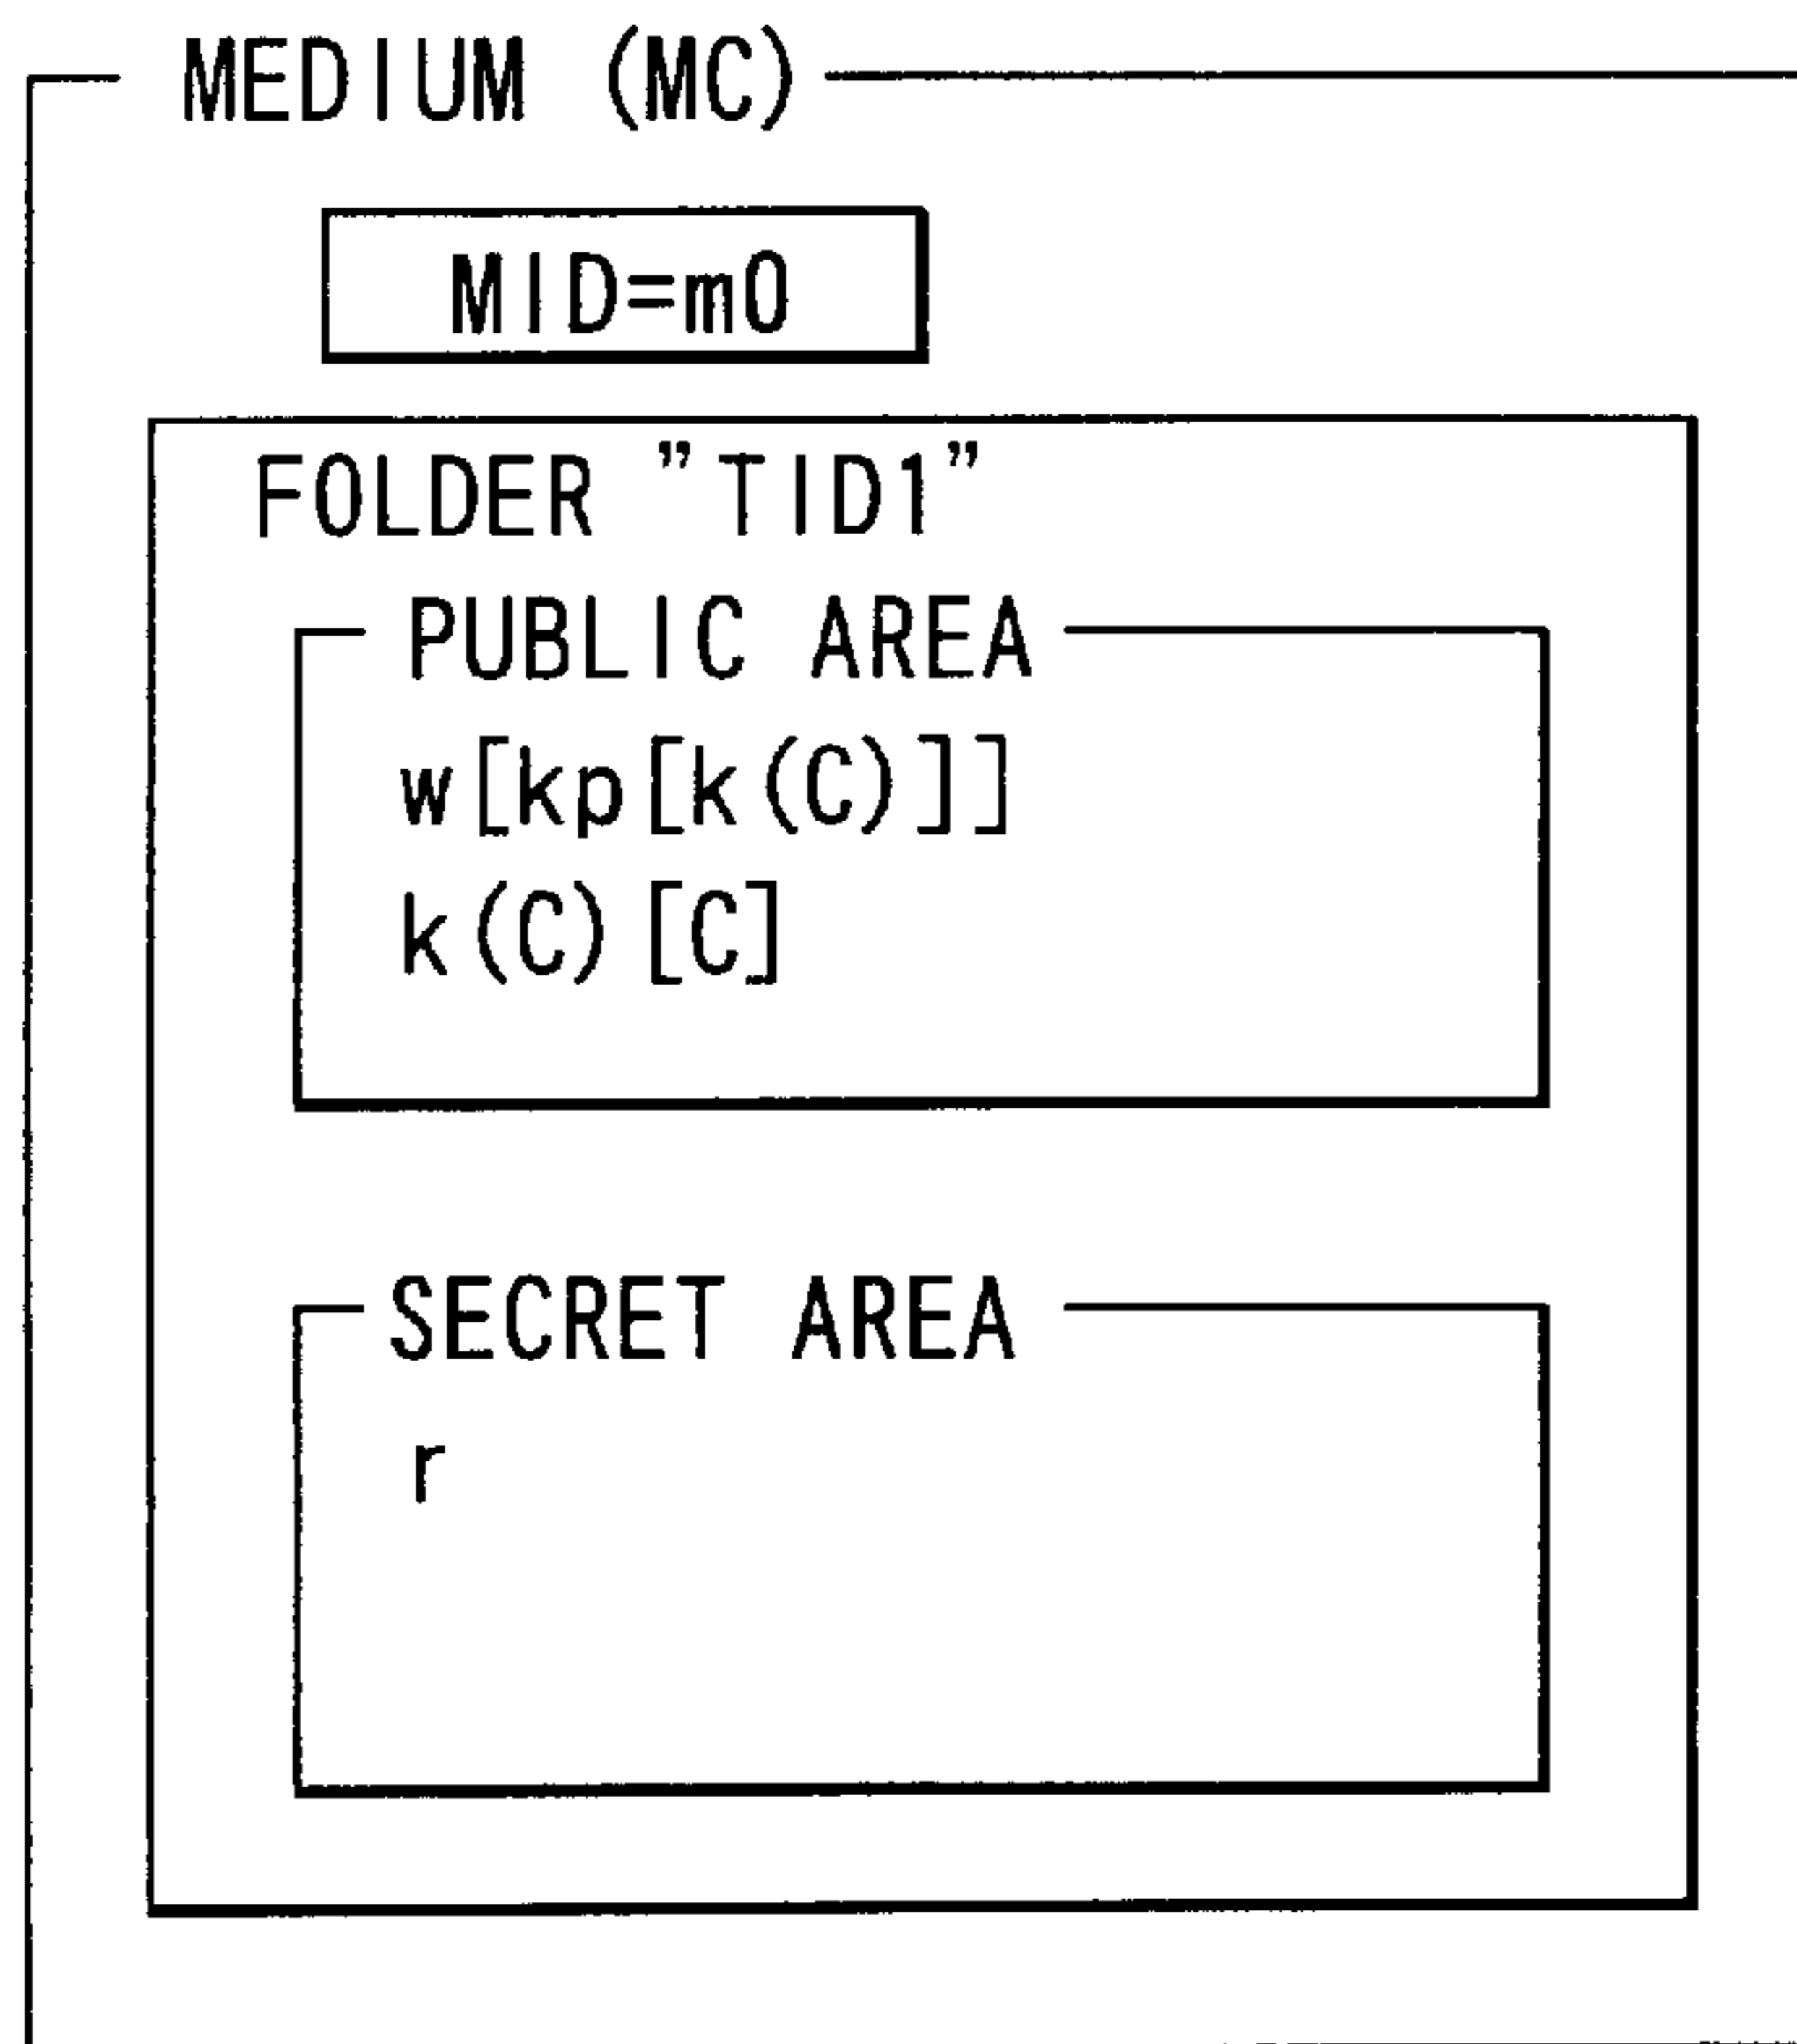 MEDIUM (MC)
MID=m0
FOLDER "TID1"
PUBLIC AREA
w[kp[k(C)]]
k(C)[C]
SECRET AREA
r